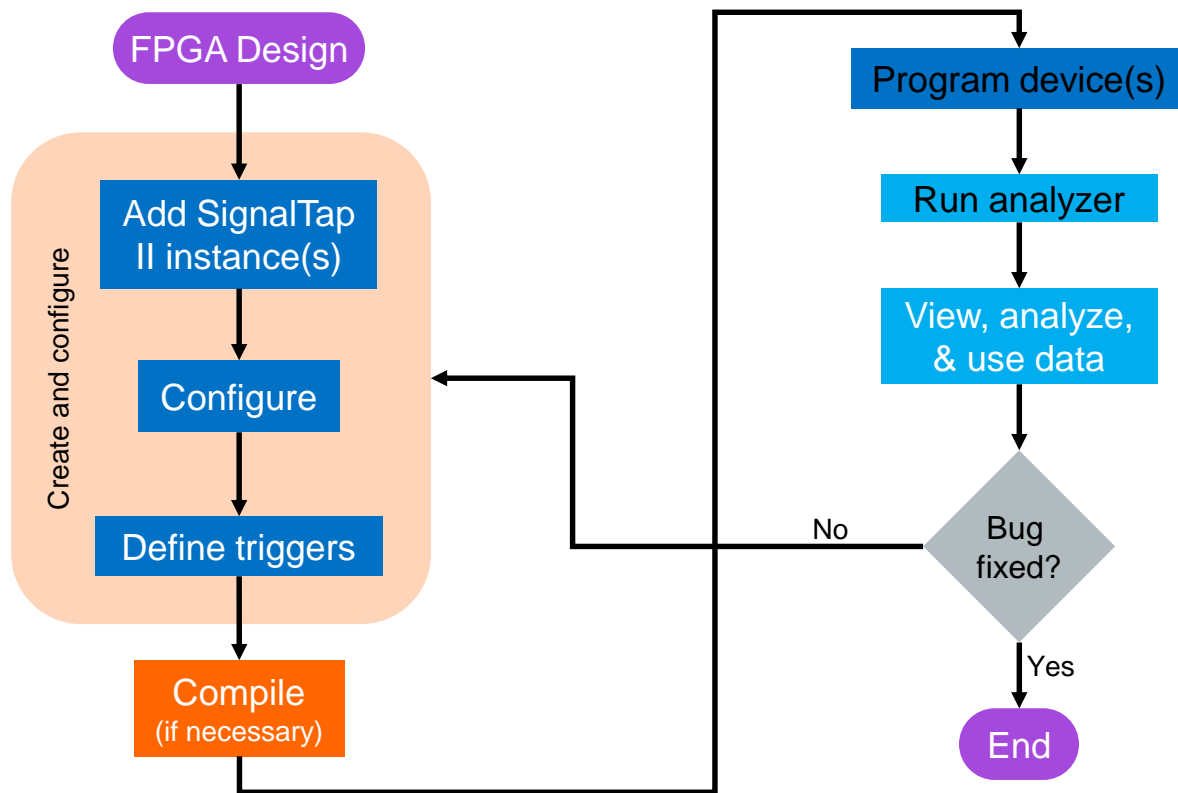 FPGA Design
Create and configure
Add SignalTap
II instance(s)
Configure
Define triggers
Compile
(if necessary)
Program device(s)
Run analyzer
View, analyze,
& use data
Bug
fixed?
No
Yes
End